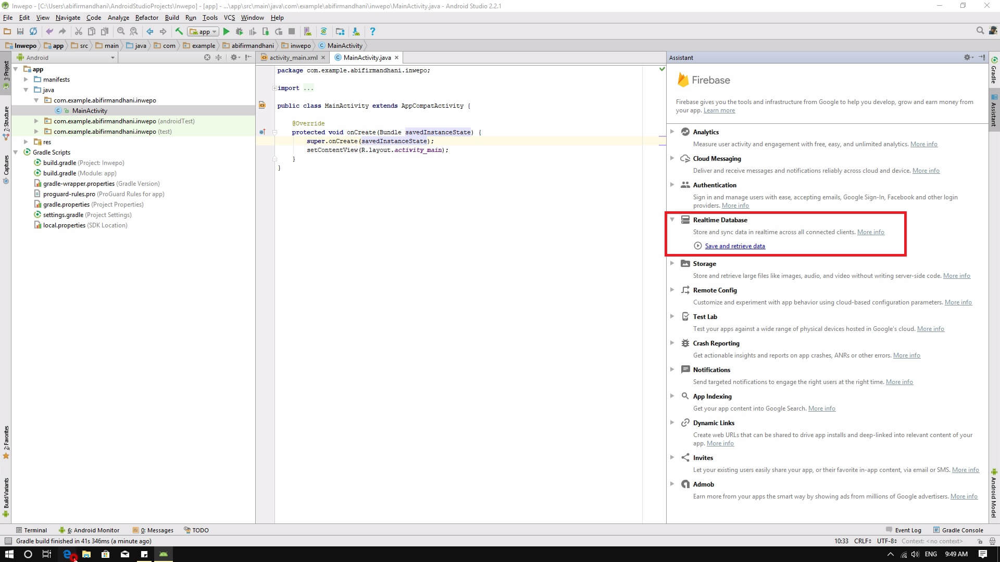 Inwepo - [C:\Users\abifirmandhani\AndroidStudioProjects\Inwepo] - [app] - ...\app\src\main\java\com\example\abifirmandhani\inwepo\MainActivity.java - Android Studio 2.2.1
File Edit View Navigate Code Analyze Refactor Build Run Tools VCS Window Help
app
Inwepo app src main java com example abifirmandhani inwepo MainActivity
Android
activity_main.xml MainActivity.java
Assistant
1: Project
7: Structure
Captures
2: Favorites
Build Variants
app
manifests
java
com.example.abifirmandhani.inwepo
MainActivity
com.example.abifirmandhani.inwepo (androidTest)
com.example.abifirmandhani.inwepo (test)
res
Gradle Scripts
build.gradle (Project: Inwepo)
build.gradle (Module: app)
gradle-wrapper.properties (Gradle Version)
proguard-rules.pro (ProGuard Rules for app)
gradle.properties (Project Properties)
settings.gradle (Project Settings)
local.properties (SDK Location)
package com.example.abifirmandhani.inwepo;
import ...
public class MainActivity extends AppCompatActivity {
@Override
protected void onCreate(Bundle savedInstanceState) {
super.onCreate(savedInstanceState);
setContentView(R.layout.activity_main);
}
}
Firebase
Firebase gives you the tools and infrastructure from Google to help you develop, grow and earn money from
your app. Learn more
Analytics
Measure user activity and engagement with free, easy, and unlimited analytics. More info
Cloud Messaging
Deliver and receive messages and notifications reliably across cloud and device. More info
Authentication
Sign in and manage users with ease, accepting emails, Google Sign-In, Facebook and other login
providers. More info
Realtime Database
Store and sync data in realtime across all connected clients. More info
Save and retrieve data
Storage
Store and retrieve large files like images, audio, and video without writing server-side code. More info
Remote Config
Customize and experiment with app behavior using cloud-based configuration parameters. More info
Test Lab
Test your apps against a wide range of physical devices hosted in Google's cloud. More info
Crash Reporting
Get actionable insights and reports on app crashes, ANRs or other errors. More info
Notifications
Send targeted notifications to engage the right users at the right time. More info
App Indexing
Get your app content into Google Search. More info
Dynamic Links
Create web URLs that can be shared to drive app installs and deep-linked into relevant content of your
app. More info
Invites
Let your existing users easily share your app, or their favorite in-app content, via email or SMS. More info
Admob
Earn more from your apps the smart way by showing ads from millions of Google advertisers. More info
Gradle
Assistant
Android Model
Terminal 6: Android Monitor 0: Messages TODO Event Log Gradle Console
Gradle build finished in 41s 346ms (a minute ago) 10:33 CRLF UTF-8 Context: <no context>
ENG 9:49 AM